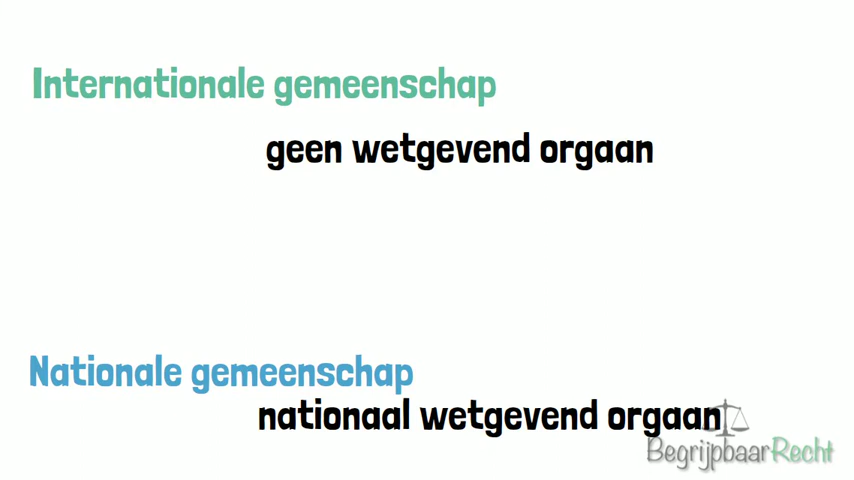 Internationale gemeenschap
geen wetgevend orgaan
Nationale gemeenschap
nationaal wetgevend orgaan
BegrijpbaarRecht